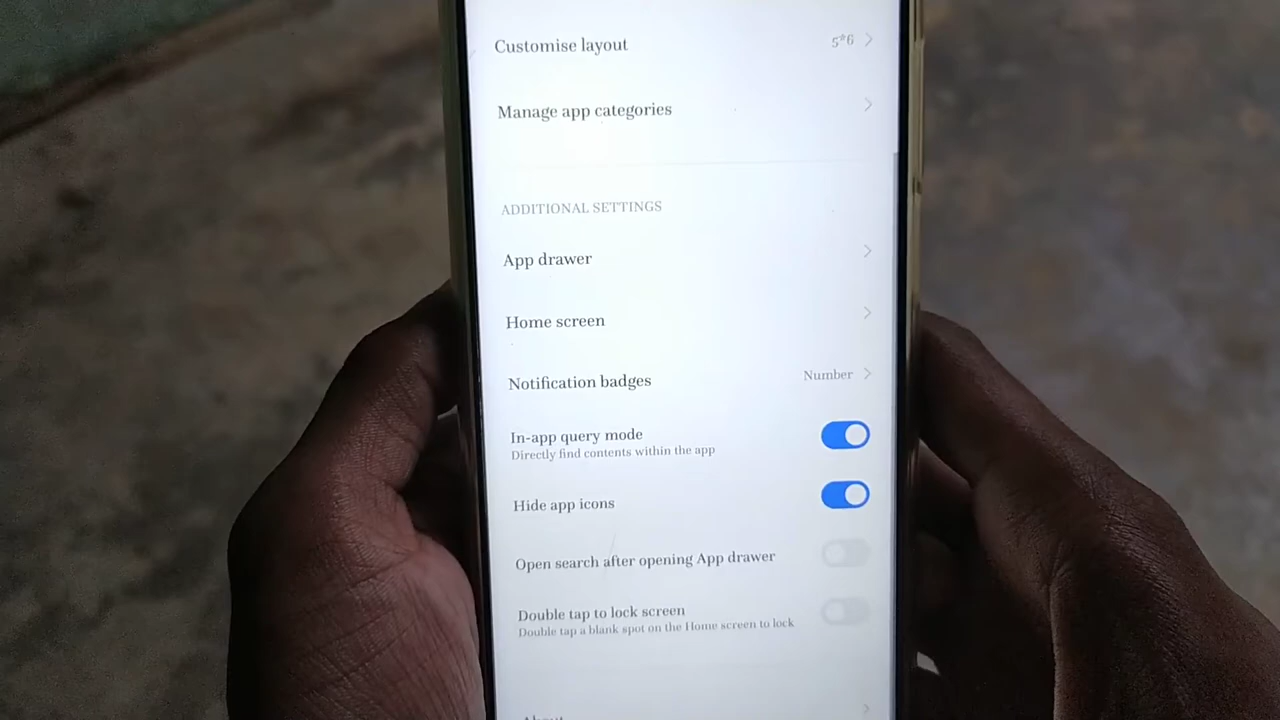 Customise layout 5*6
Manage app categories
ADDITIONAL SETTINGS
App drawer
Home screen
Notification badges Number
In-app query mode
Directly find contents within the app
Hide app icons
Open search after opening App drawer
Double tap to lock screen
Double tap a blank spot on the Home screen to lock
About